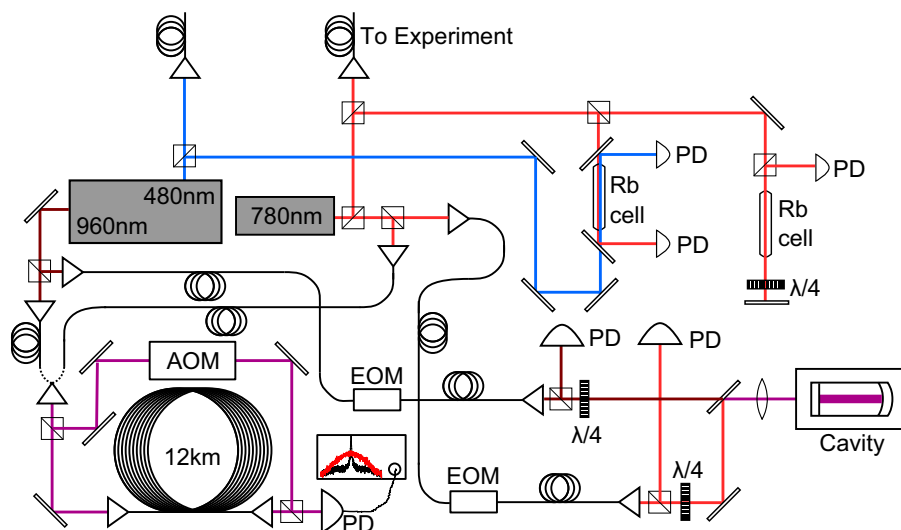 To Experiment
PD
480nm
960nm
780nm
Rb
cell
PD
PD
Rb
cell
λ/4
AOM
EOM
PD
PD
λ/4
Cavity
12km
EOM
λ/4
PD